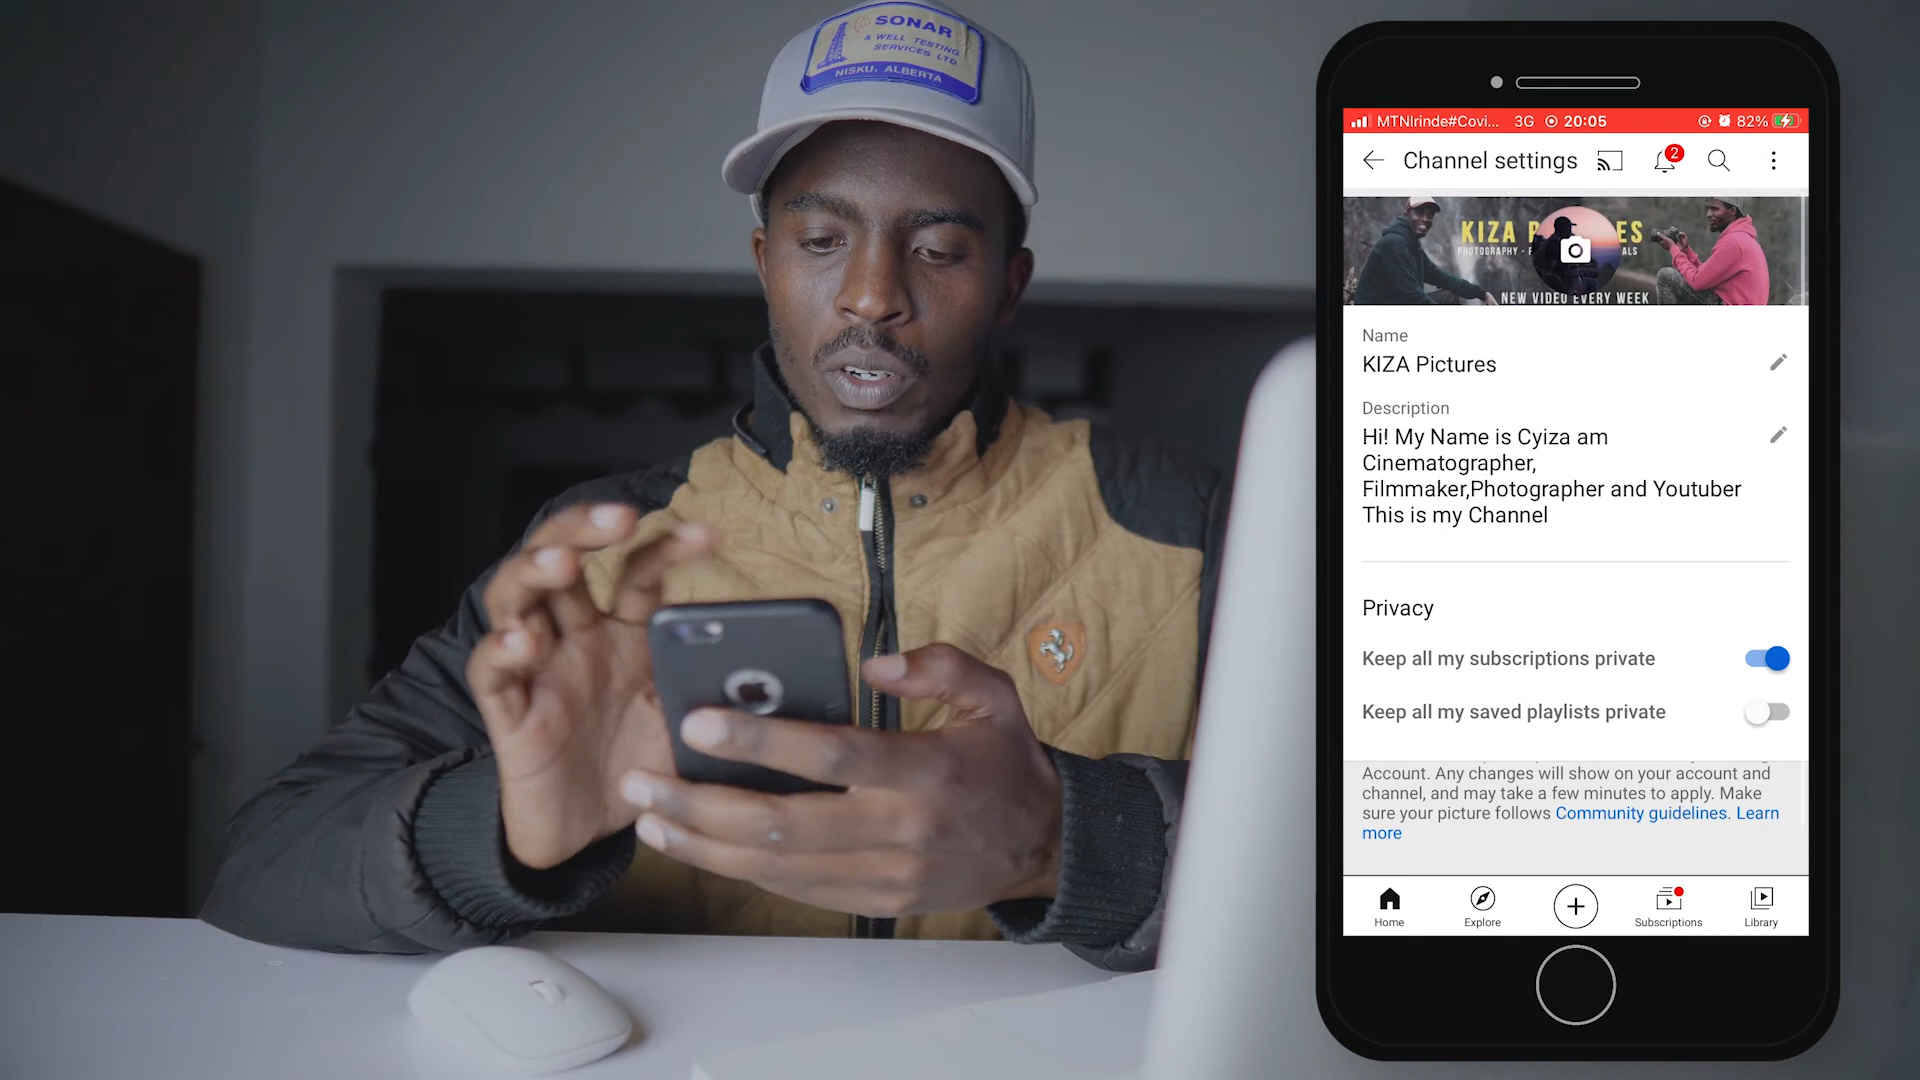 SONAR
& WELL TESTING
SERVICES LTD.
NISKU, ALBERTA
MTNIrinde#Covi... 3G 20:05 82%
Channel settings
2
KIZA P ES
PHOTOGRAPHY - ALS
NEW VIDEO EVERY WEEK
Name
KIZA Pictures
Description
Hi! My Name is Cyiza am
Cinematographer,
Filmmaker,Photographer and Youtuber
This is my Channel
Privacy
Keep all my subscriptions private
Keep all my saved playlists private
Account. Any changes will show on your account and
channel, and may take a few minutes to apply. Make
sure your picture follows Community guidelines. Learn
more
Home Explore Subscriptions Library